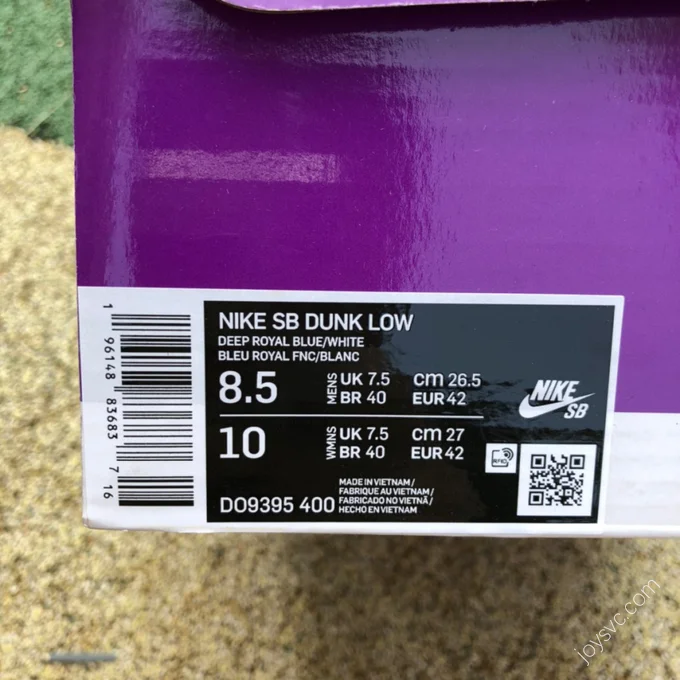 NIKE SB DUNK LOW
DEEP ROYAL BLUE/WHITE
BLEU ROYAL FNC/BLANC
8.5 MENS UK 7.5 cm 26.5
BR 40 EUR 42
10 WMNS UK 7.5 cm 27
BR 40 EUR 42
NIKE
SB
RFID
DO9395 400
MADE IN VIETNAM/
FABRIQUE AU VIETNAM/
FABRICADO NO VIETNÃ/
HECHO EN VIETNAM
1 96148 83683 7 16
joysvc.com